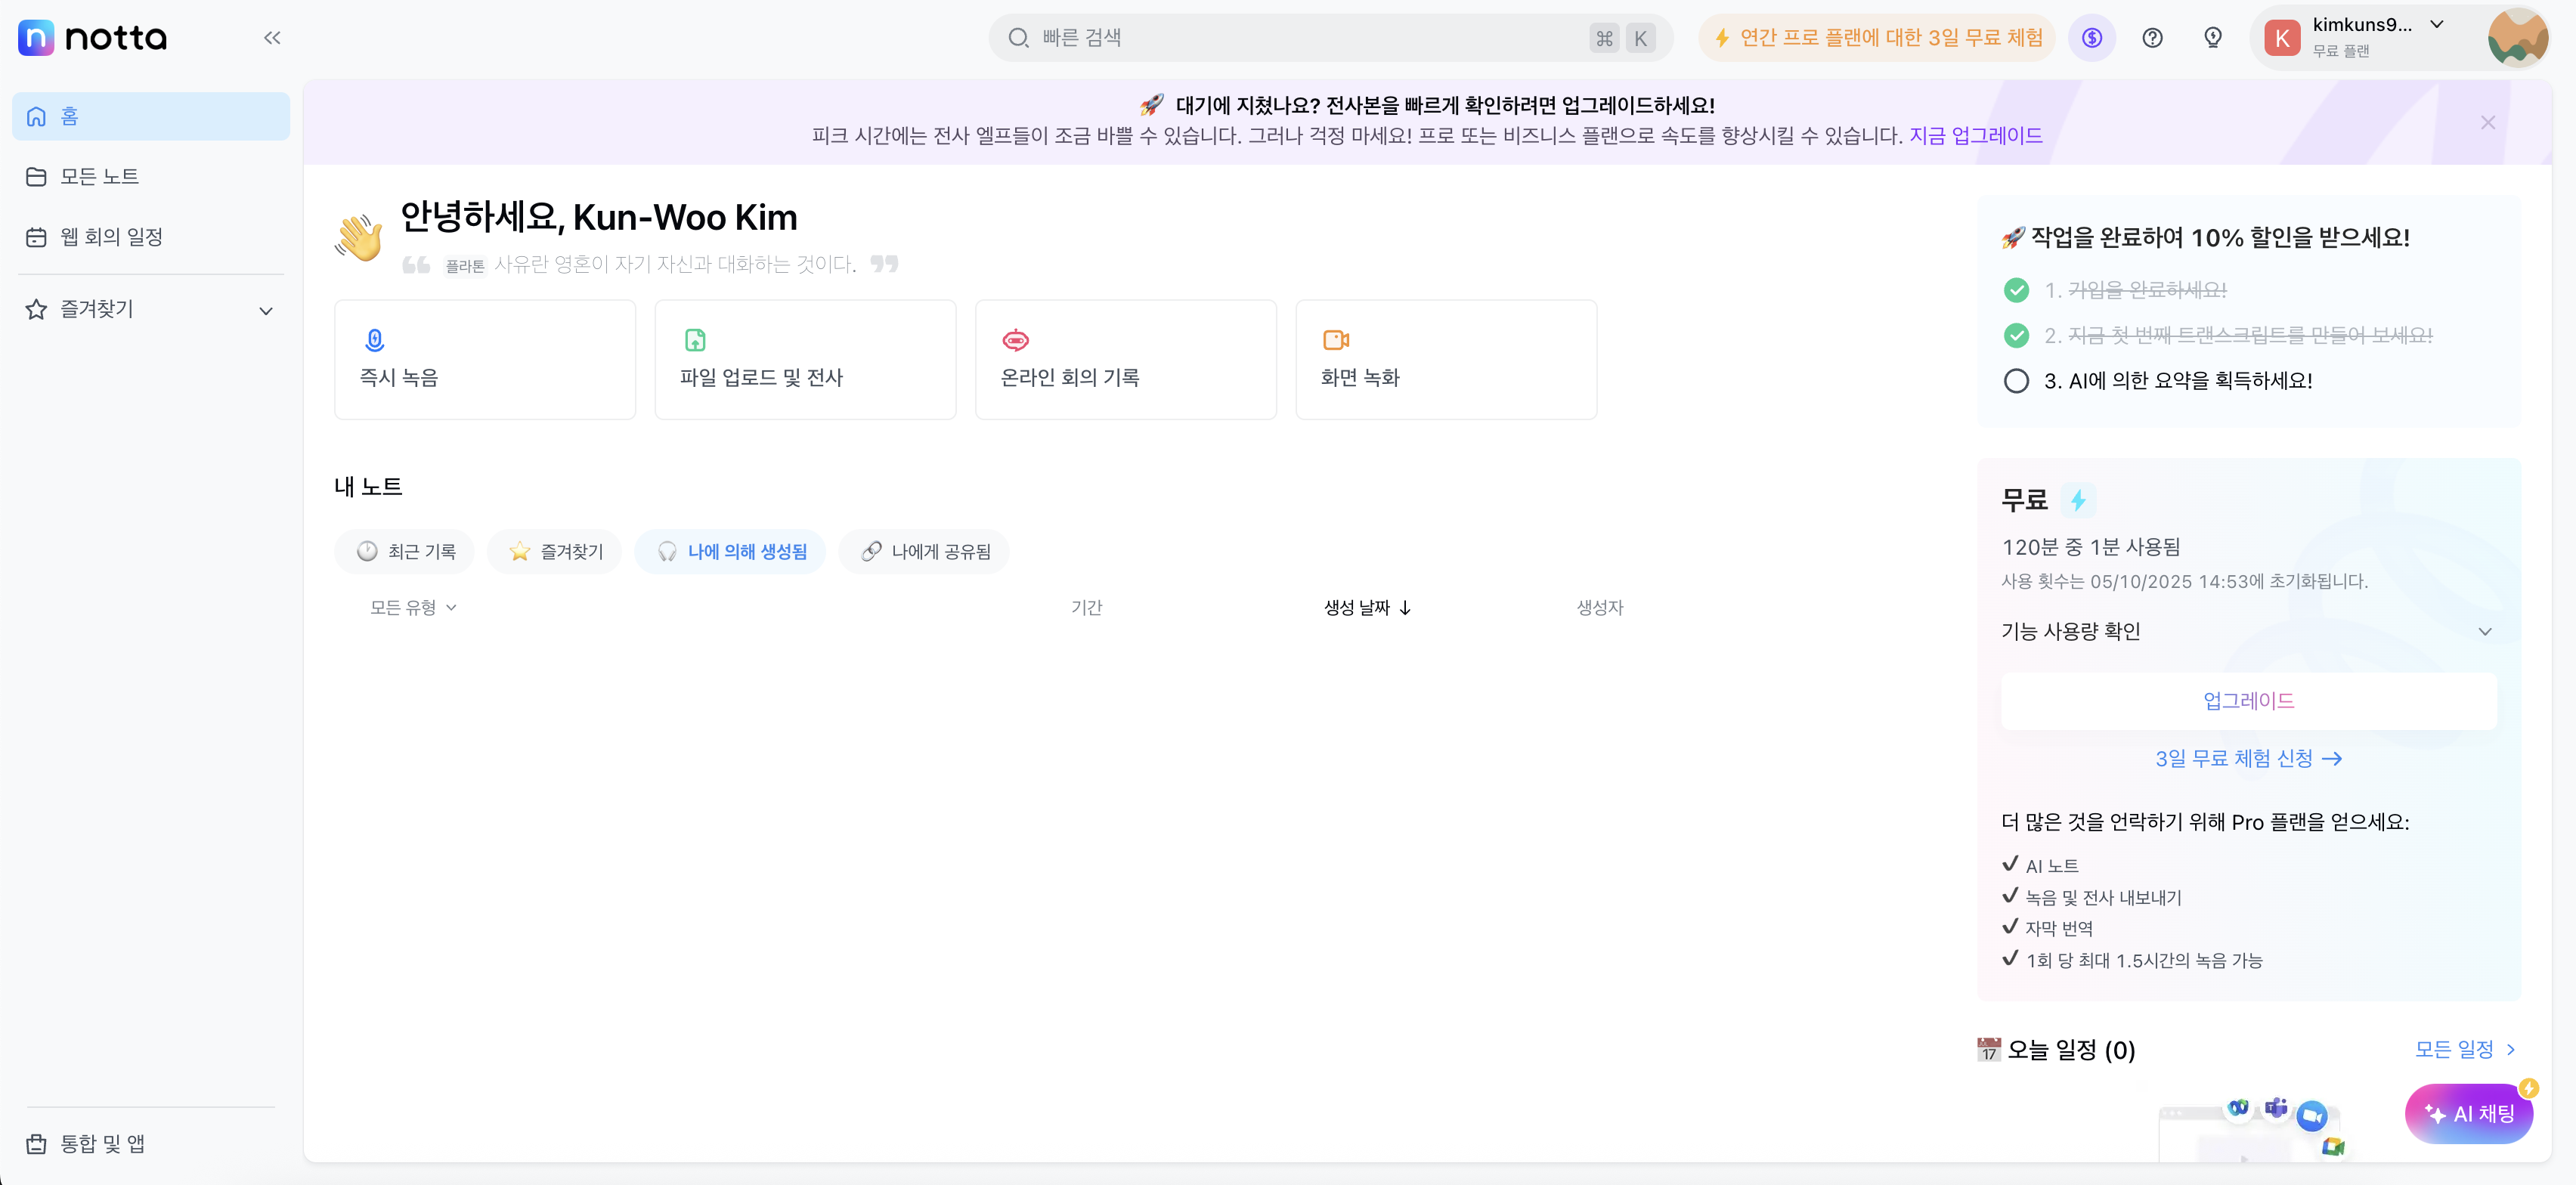 notta
빠른 검색
⌘ K
연간 프로 플랜에 대한 3일 무료 체험
K
kimkuns9...
무료 플랜
홈
모든 노트
웹 회의 일정
즐겨찾기
통합 및 앱
대기에 지쳤나요? 전사본을 빠르게 확인하려면 업그레이드하세요!
피크 시간에는 전사 엘프들이 조금 바쁠 수 있습니다. 그러나 걱정 마세요! 프로 또는 비즈니스 플랜으로 속도를 향상시킬 수 있습니다. 지금 업그레이드
안녕하세요, Kun-Woo Kim
플라톤 사유란 영혼이 자기 자신과 대화하는 것이다.
즉시 녹음
파일 업로드 및 전사
온라인 회의 기록
화면 녹화
내 노트
최근 기록
즐겨찾기
나에 의해 생성됨
나에게 공유됨
모든 유형
기간
생성 날짜
생성자
작업을 완료하여 10% 할인을 받으세요!
1. 가입을 완료하세요!
2. 지금 첫 번째 트랜스크립트를 만들어 보세요!
3. AI에 의한 요약을 획득하세요!
무료
120분 중 1분 사용됨
사용 횟수는 05/10/2025 14:53에 초기화됩니다.
기능 사용량 확인
업그레이드
3일 무료 체험 신청
더 많은 것을 언락하기 위해 Pro 플랜을 얻으세요:
AI 노트
녹음 및 전사 내보내기
자막 번역
1회 당 최대 1.5시간의 녹음 가능
17 오늘 일정 (0)
모든 일정
AI 채팅